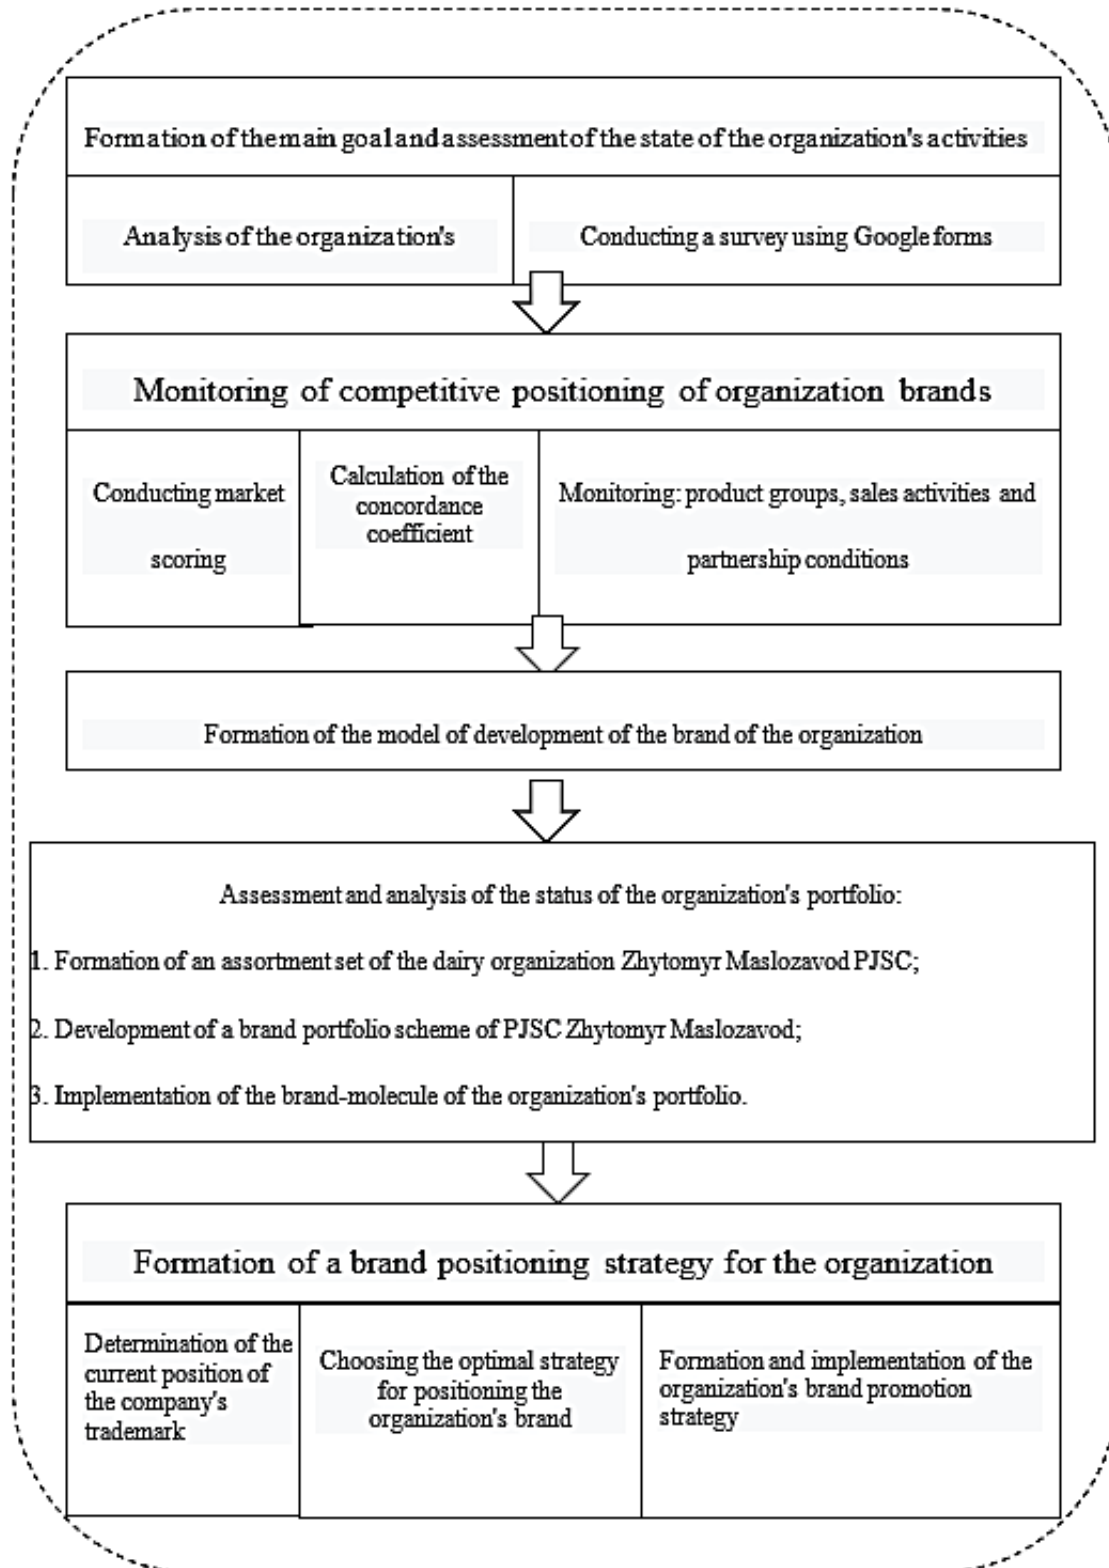 Formation of the main goal and assessment of the state of the organization's activities
Analysis of the organization's
Conducting a survey using Google forms
Monitoring of competitive positioning of organization brands
Conducting market
scoring
Calculation of the
concordance
coefficient
Monitoring: product groups, sales activities and
partnership conditions
Formation of the model of development of the brand of the organization
Assessment and analysis of the status of the organization's portfolio:
1. Formation of an assortment set of the dairy organization Zhytomyr Maslozavod PJSC;
2. Development of a brand portfolio scheme of PJSC Zhytomyr Maslozavod;
3. Implementation of the brand-molecule of the organization's portfolio.
Formation of a brand positioning strategy for the organization
Determination of the
current position of
the company's
trademark
Choosing the optimal strategy
for positioning the
organization's brand
Formation and implementation of the
organization's brand promotion
strategy